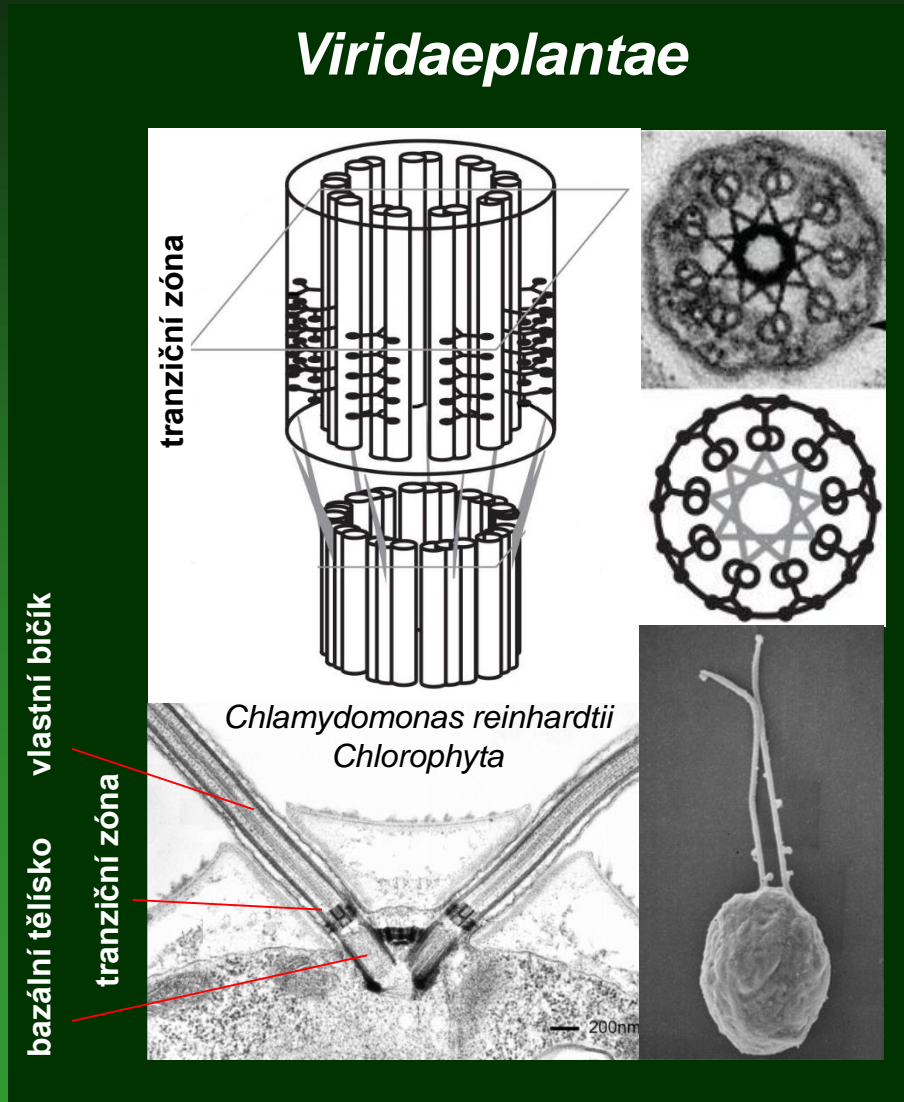 Viridaeplantae
tranziční zóna
Chlamydomonas reinhardtii
Chlorophyta
vlastní bičík
tranziční zóna
bazální tělísko
200nm